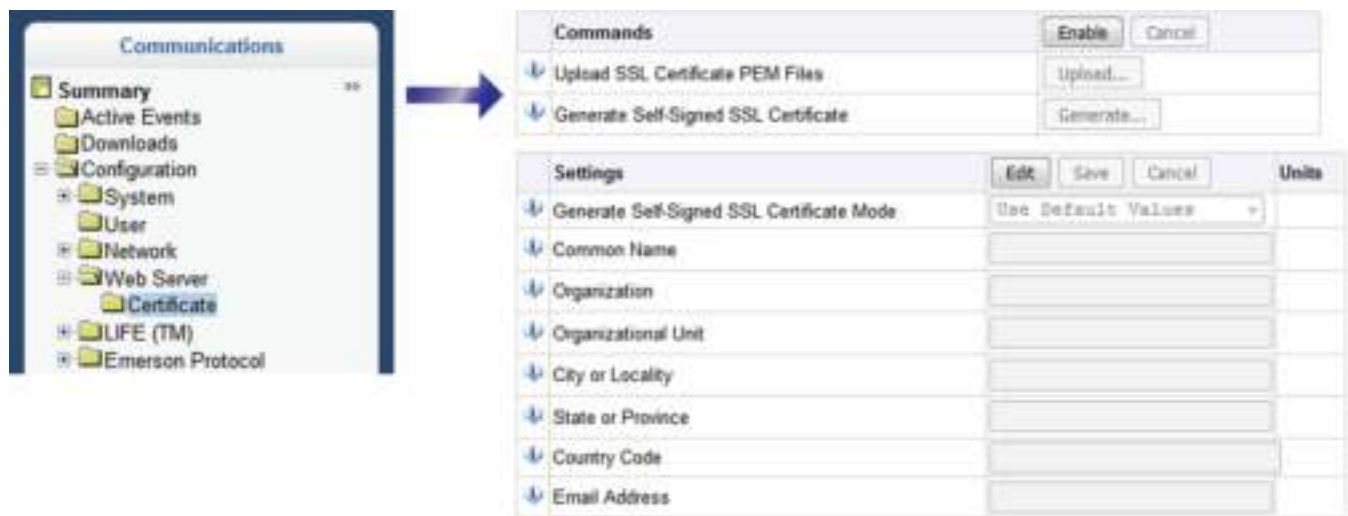 Communications
Summary
Active Events
Downloads
Configuration
System
User
Network
Web Server
Certificate
LIFE (TM)
Emerson Protocol
Commands Enable Cancel
Upload SSL Certificate PEM Files Upload...
Generate Self-Signed SSL Certificate Generate...
Settings Edit Save Cancel Units
Generate Self-Signed SSL Certificate Mode Use Default Values
Common Name
Organization
Organizational Unit
City or Locality
State or Province
Country Code
Email Address